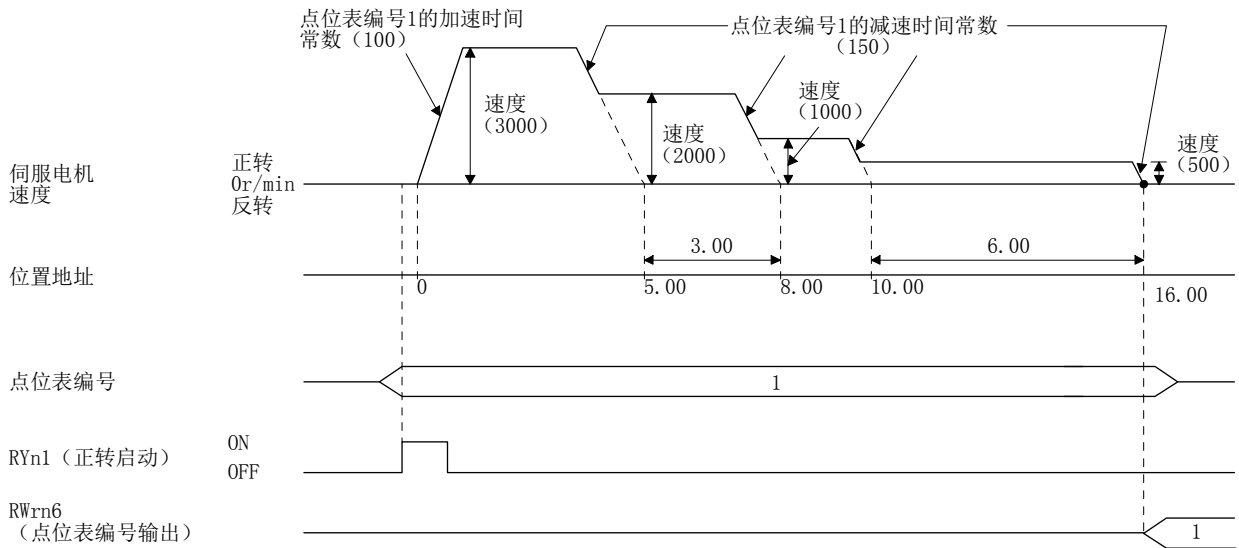 点位表编号1的加速时间
常数（100）
点位表编号1的减速时间常数
（150）
速度
（3000）
速度
（2000）
速度
（1000）
速度
（500）
伺服电机
速度
正转
0r/min
反转
3.00
6.00
位置地址
0
5.00
8.00
10.00
16.00
点位表编号
1
RYn1（正转启动）
ON
OFF
RWrn6
（点位表编号输出）
1